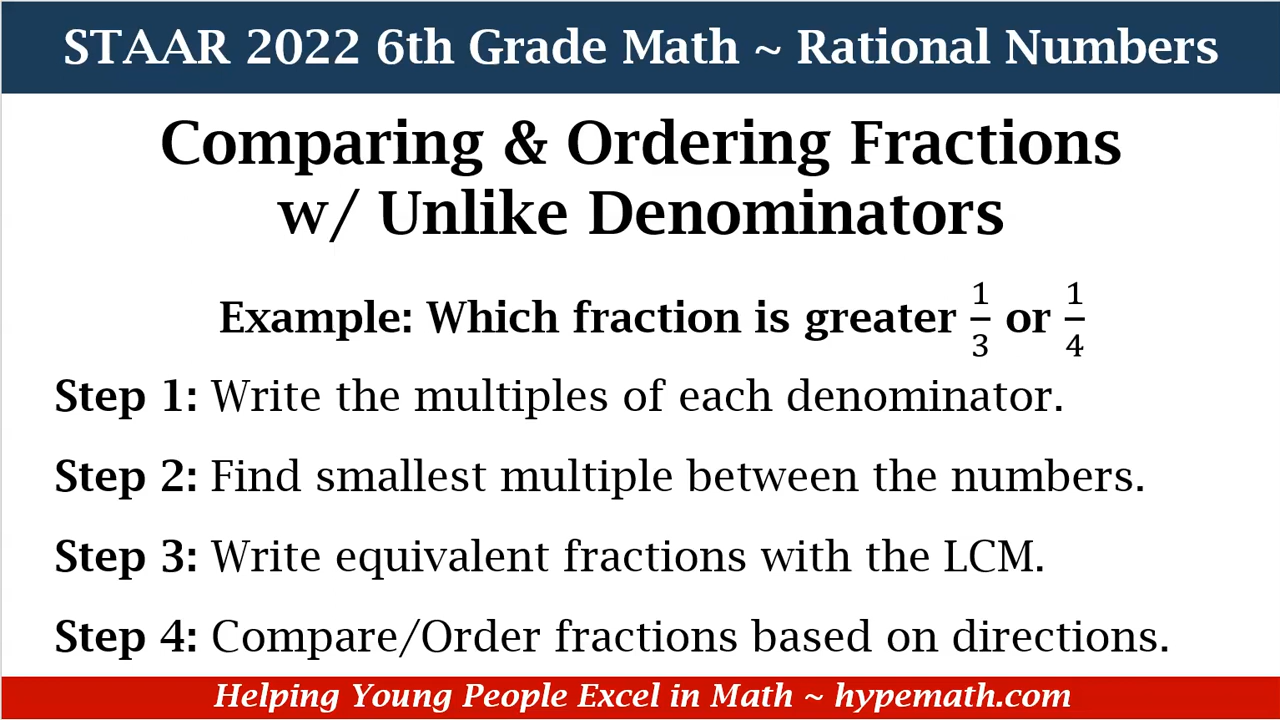 STAAR 2022 6th Grade Math ~ Rational Numbers
Comparing & Ordering Fractions
w/ Unlike Denominators
Example: Which fraction is greater 1/3 or 1/4
Step 1: Write the multiples of each denominator.
Step 2: Find smallest multiple between the numbers.
Step 3: Write equivalent fractions with the LCM.
Step 4: Compare/Order fractions based on directions.
Helping Young People Excel in Math ~ hypemath.com